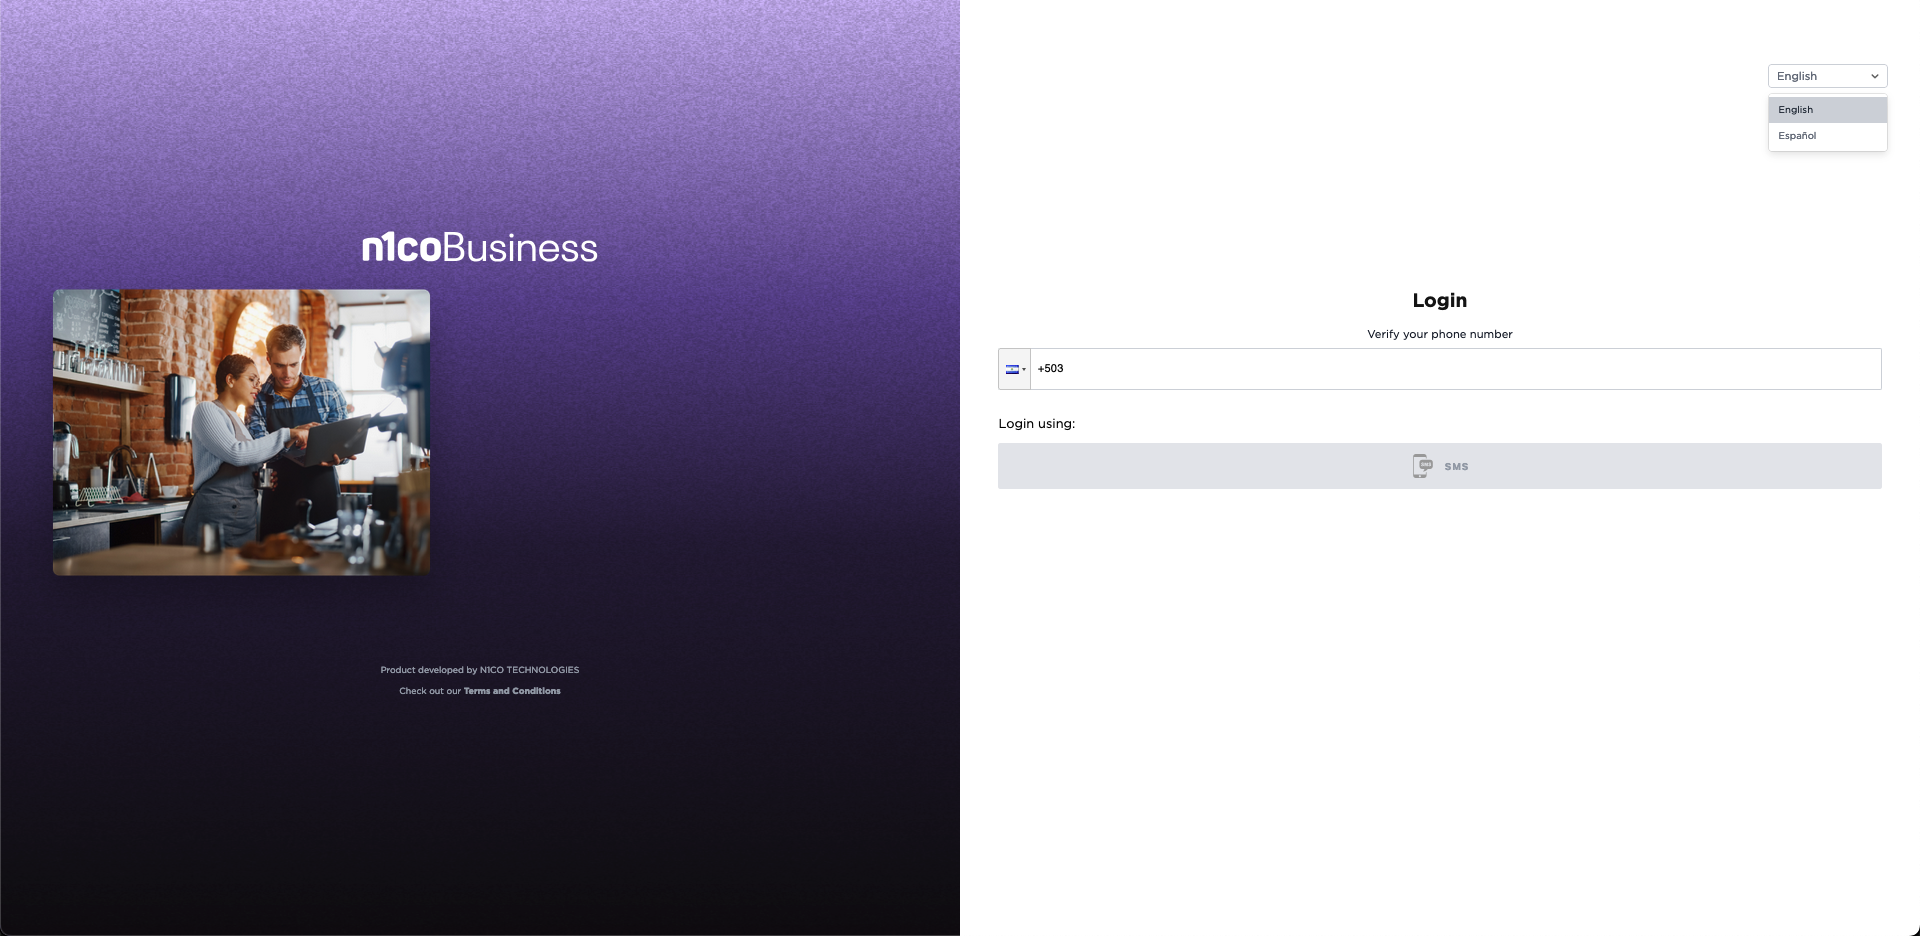 n1coBusiness
Product developed by N1CO TECHNOLOGIES
Check out our Terms and Conditions
English
English
Español
Login
Verify your phone number
+503
Login using:
SMS